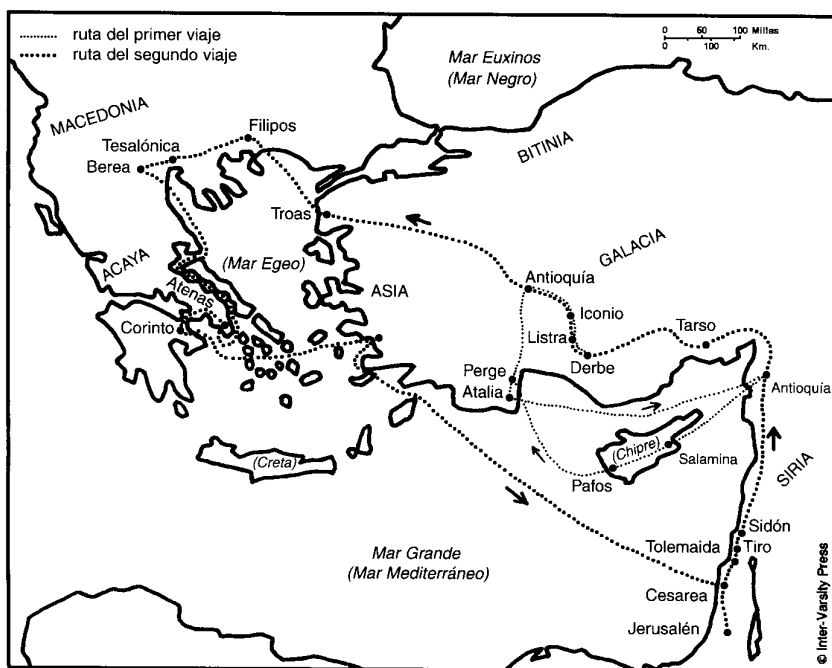 ruta del primer viaje
ruta del segundo viaje
0 50 100 Millas
0 100 Km.
Mar Euxinos
(Mar Negro)
MACEDONIA
Filipos
Tesalónica
Berea
BITINIA
Troas
GALACIA
ACAYA
(Mar Egeo)
Antioquía
ASIA
Atenas
Iconio
Corinto
Listra
Tarso
Derbe
Perge
Atalia
Antioquía
(Chipre)
(Creta)
Salamina
Pafos
SIRIA
Sidón
Tolemaida
Tiro
Mar Grande
(Mar Mediterráneo)
Cesarea
Jerusalén
© Inter-Varsity Press